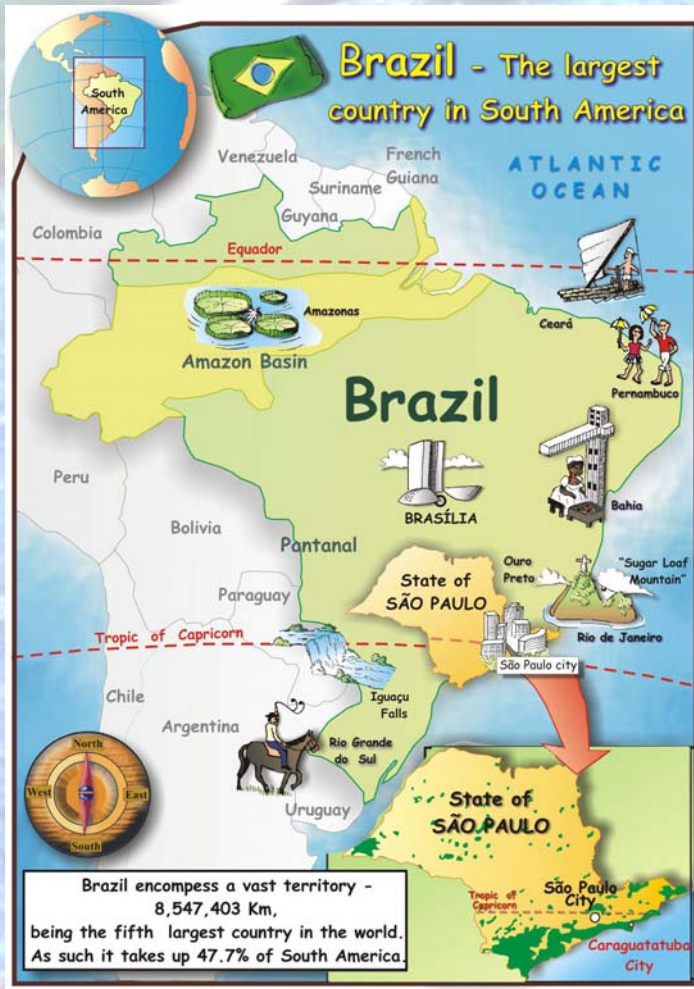 Brazil - The largest
country in South America
South
America
Venezuela
French
Guiana
Suriname
Guyana
ATLANTIC
OCEAN
Colombia
Equador
Amazonas
Amazon Basin
Ceará
Pernambuco
Brazil
Peru
BRASÍLIA
Bahia
Bolivia
Pantanal
State of
SÃO PAULO
Ouro
Preto
"Sugar Loaf
Mountain"
Paraguay
Rio de Janeiro
Tropic of Capricorn
São Paulo city
Chile
Iguaçu
Falls
Argentina
Rio Grande
do Sul
North
West
East
South
Uruguay
State of
SÃO PAULO
Tropic of
Capricorn
São Paulo
City
Caraguatatuba
City
Brazil encompess a vast territory -
8,547,403 Km,
being the fifth largest country in the world.
As such it takes up 47.7% of South America.